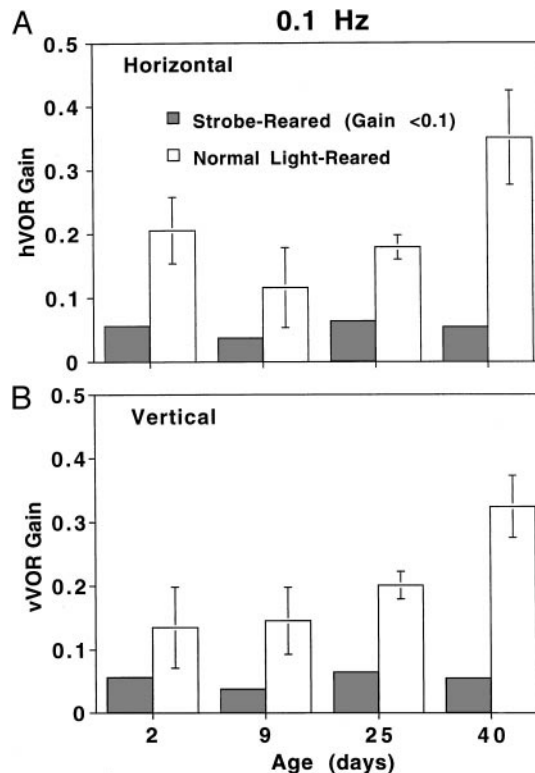 A
0.1 Hz
0.5
Horizontal
0.4
Strobe-Reared (Gain <0.1)
Normal Light-Reared
0.3
hVOR Gain
0.2
0.1
0
B
0.5
Vertical
0.4
0.3
vVOR Gain
0.2
0.1
0
2 9 25 40
Age (days)